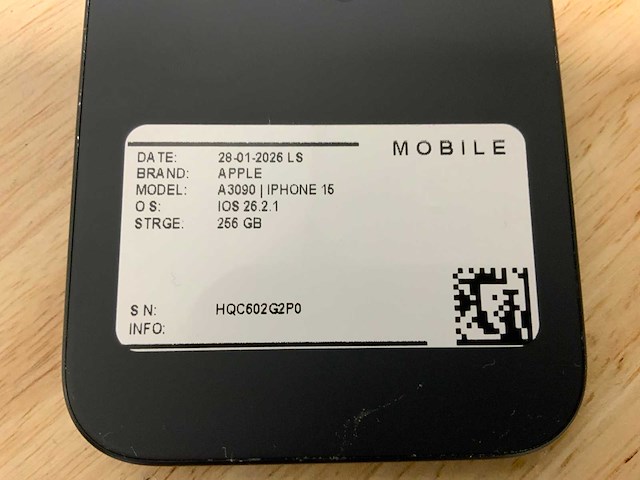 MOBILE
DATE: 28-01-2026 LS
BRAND: APPLE
MODEL: A3090 | IPHONE 15
O S: IOS 26.2.1
STRGE: 256 GB
S N: HQC602G2P0
INFO: